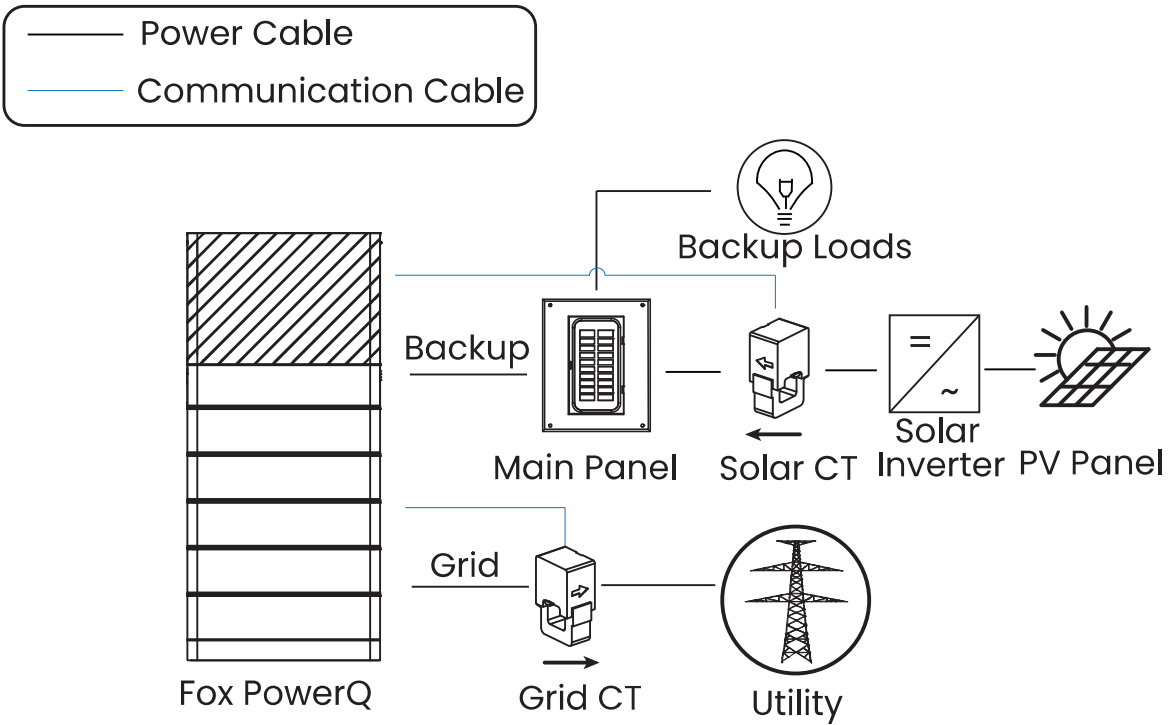 Power Cable
Communication Cable
Backup Loads
Backup
Main Panel
Solar CT
Solar
Inverter
PV Panel
Grid
Fox PowerQ
Grid CT
Utility